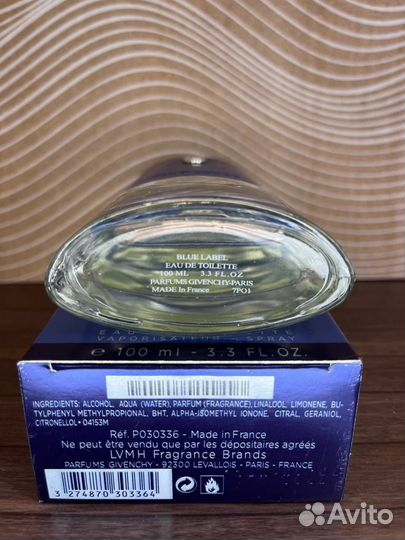 BLUE LABEL
EAU DE TOILETTE
100 ML 3.3 FL.OZ
PARFUMS GIVENCHY-PARIS
MADE In France 7PO1
VAPORISATEUR - SPRAY
℮ 100 ml - 3.3 FL.OZ.
INGREDIENTS: ALCOHOL, AQUA (WATER), PARFUM (FRAGRANCE), LINALOOL, LIMONENE, BU-
TYLPHENYL METHYLPROPIONAL, BHT, ALPHA-ISOMETHYL IONONE, CITRAL, GERANIOL,
CITRONELLOL • 04153M
Réf. P030336 - Made in France
Ne peut être vendu que par les dépositaires agréés
LVMH Fragrance Brands
PARFUMS GIVENCHY - 92300 LEVALLOIS - PARIS - FRANCE
3 274870 303364
Avito